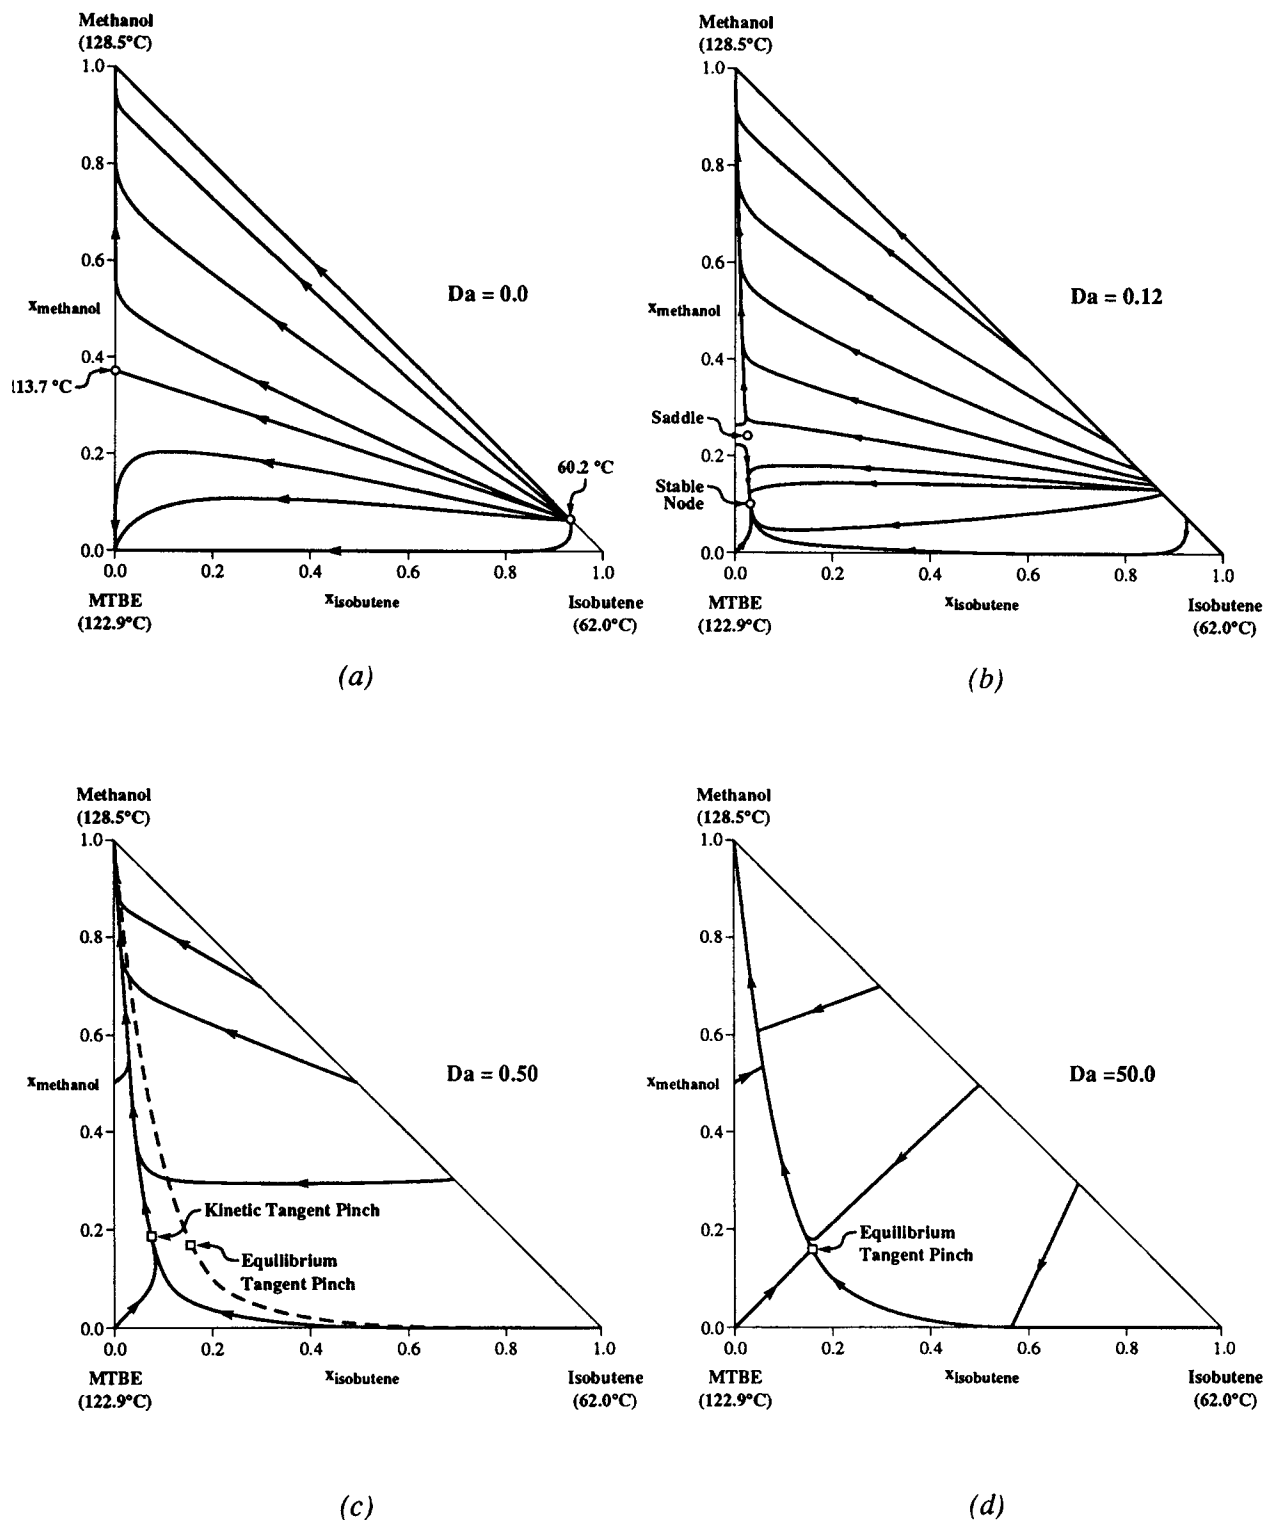 Methanol
(128.5°C)
1.0
0.8
0.6
xmethanol
0.4
113.7 °C
0.2
0.0
Da = 0.0
60.2 °C
0.0 0.2 0.4 0.6 0.8 1.0
MTBE
(122.9°C)
xisobutene
Isobutene
(62.0°C)
(a)
Methanol
(128.5°C)
1.0
0.8
0.6
xmethanol
0.4
Saddle
0.2
Stable
Node
0.0
Da = 0.12
0.0 0.2 0.4 0.6 0.8 1.0
MTBE
(122.9°C)
xisobutene
Isobutene
(62.0°C)
(b)
Methanol
(128.5°C)
1.0
0.8
0.6
xmethanol
0.4
0.2
0.0
Da = 0.50
Kinetic Tangent Pinch
Equilibrium
Tangent Pinch
0.0 0.2 0.4 0.6 0.8 1.0
MTBE
(122.9°C)
xisobutene
Isobutene
(62.0°C)
(c)
Methanol
(128.5°C)
1.0
0.8
0.6
xmethanol
0.4
0.2
0.0
Da =50.0
Equilibrium
Tangent Pinch
0.0 0.2 0.4 0.6 0.8 1.0
MTBE
(122.9°C)
xisobutene
Isobutene
(62.0°C)
(d)